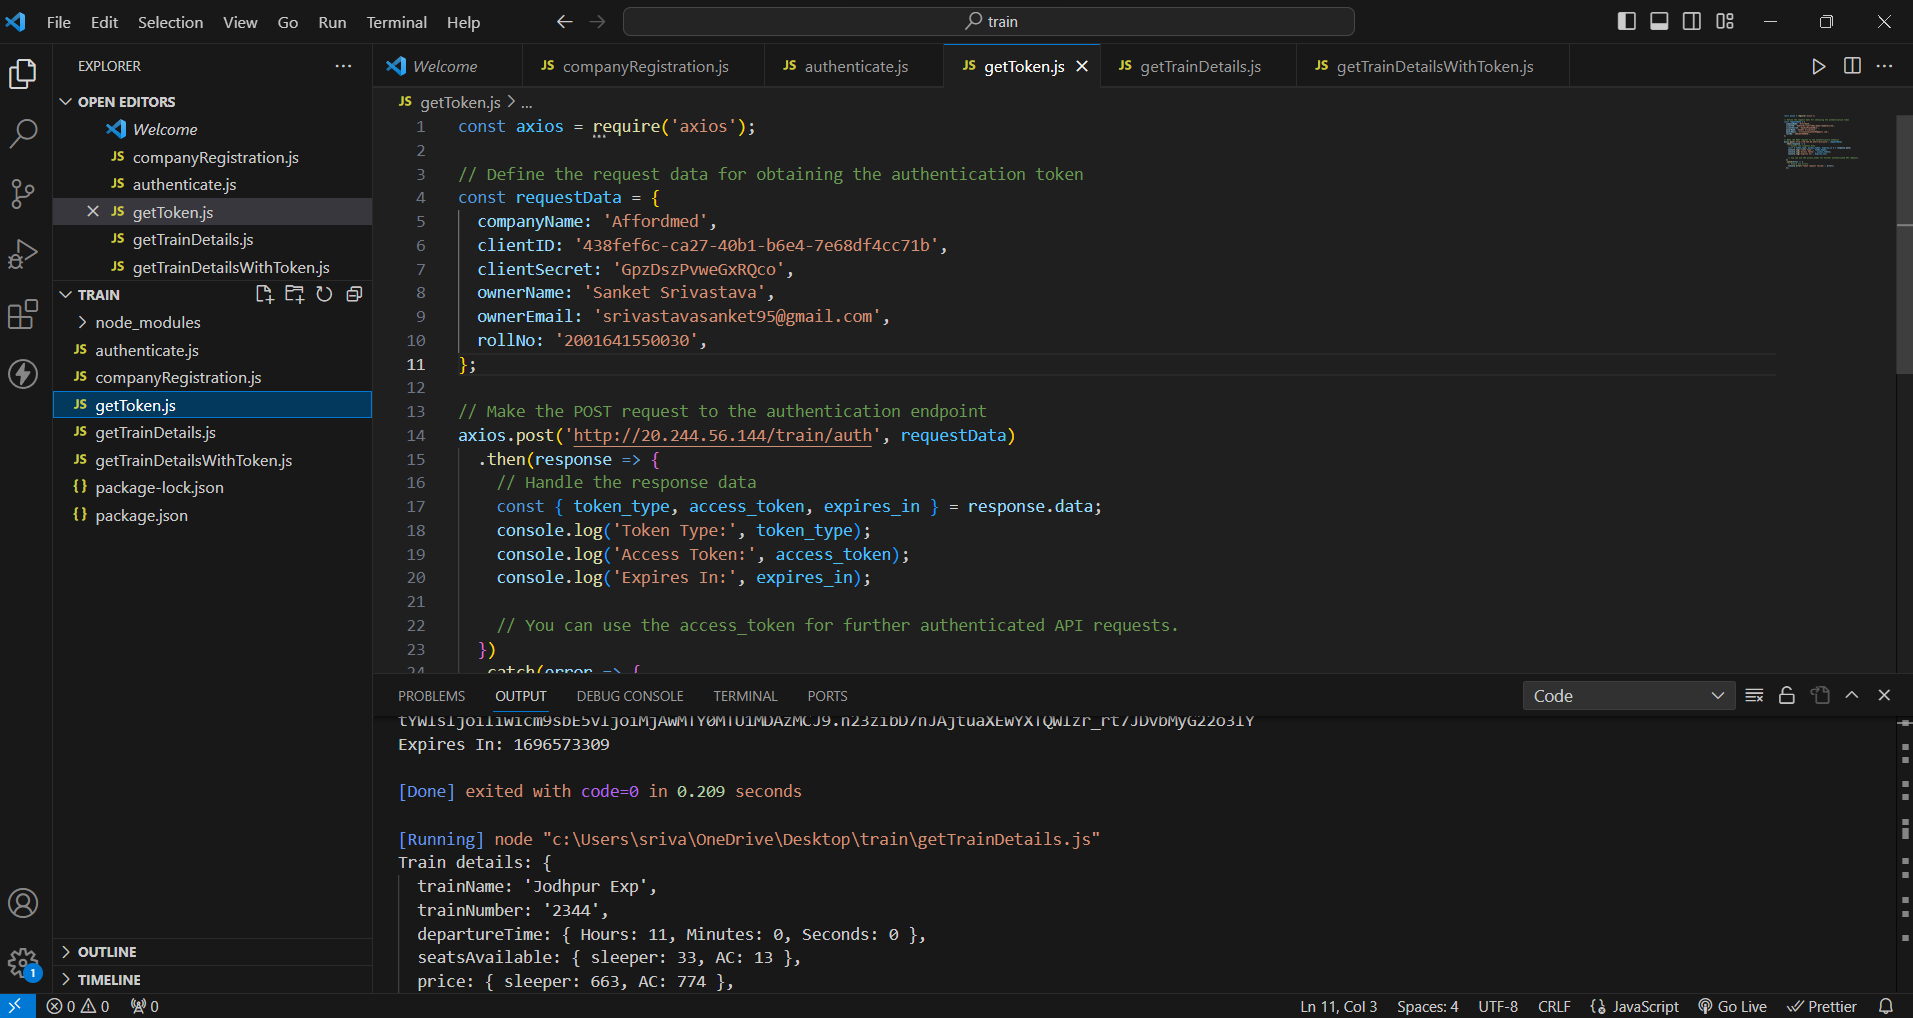 File Edit Selection View Go Run Terminal Help
train
EXPLORER
OPEN EDITORS
Welcome
companyRegistration.js
authenticate.js
getToken.js
getTrainDetails.js
getTrainDetailsWithToken.js
TRAIN
node_modules
authenticate.js
companyRegistration.js
getToken.js
getTrainDetails.js
getTrainDetailsWithToken.js
package-lock.json
package.json
OUTLINE
TIMELINE
Welcome companyRegistration.js authenticate.js getToken.js getTrainDetails.js getTrainDetailsWithToken.js
getToken.js > ...
1 const axios = require('axios');
2
3 // Define the request data for obtaining the authentication token
4 const requestData = {
5 companyName: 'Affordmed',
6 clientID: '438fef6c-ca27-40b1-b6e4-7e68df4cc71b',
7 clientSecret: 'GpzDszPvweGxRQco',
8 ownerName: 'Sanket Srivastava',
9 ownerEmail: 'srivastavasanket95@gmail.com',
10 rollNo: '2001641550030',
11 };
12
13 // Make the POST request to the authentication endpoint
14 axios.post('http://20.244.56.144/train/auth', requestData)
15 .then(response => {
16 // Handle the response data
17 const { token_type, access_token, expires_in } = response.data;
18 console.log('Token Type:', token_type);
19 console.log('Access Token:', access_token);
20 console.log('Expires In:', expires_in);
21
22 // You can use the access_token for further authenticated API requests.
23 })
24 .catch(error => {
PROBLEMS OUTPUT DEBUG CONSOLE TERMINAL PORTS
Code
Expires In: 1696573309
[Done] exited with code=0 in 0.209 seconds
[Running] node "c:\Users\sriva\OneDrive\Desktop\train\getTrainDetails.js"
Train details: {
trainName: 'Jodhpur Exp',
trainNumber: '2344',
departureTime: { Hours: 11, Minutes: 0, Seconds: 0 },
seatsAvailable: { sleeper: 33, AC: 13 },
price: { sleeper: 663, AC: 774 },
1
0 0 0
Ln 11, Col 3 Spaces: 4 UTF-8 CRLF JavaScript Go Live Prettier